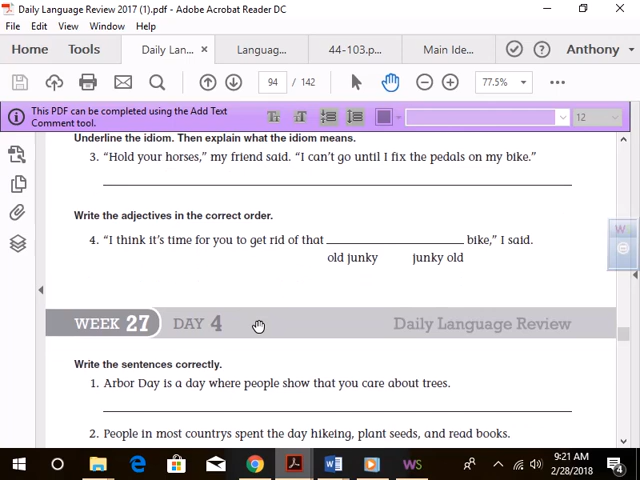 Daily Language Review 2017 (1).pdf - Adobe Acrobat Reader DC
File Edit View Window Help
Home Tools Daily Lan... × Languag... 44-103.p... Main Ide... Anthony
94 / 142 77.5%
This PDF can be completed using the Add Text
Comment tool.
12
Underline the idiom. Then explain what the idiom means.
3. “Hold your horses,” my friend said. “I can’t go until I fix the pedals on my bike.”
Write the adjectives in the correct order.
4. “I think it’s time for you to get rid of that ____________ bike,” I said.
old junky junky old
WEEK 27 DAY 4 Daily Language Review
Write the sentences correctly.
1. Arbor Day is a day where people show that you care about trees.
2. People in most countrys spent the day hikeing, plant seeds, and read books.
9:21 AM
2/28/2018
4